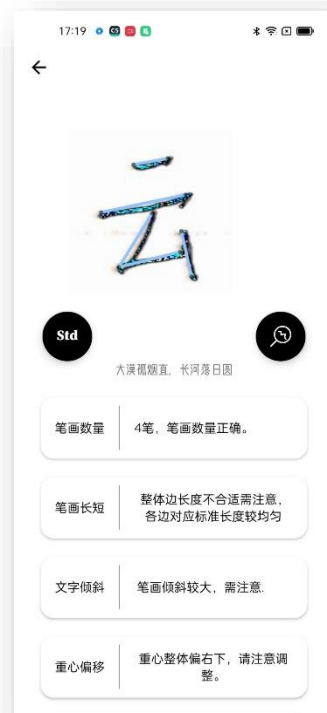 17:19
云
Std
大漠孤烟直，长河落日圆
笔画数量 4笔，笔画数量正确。
笔画长短 整体边长度不合适需注意，
各边对应标准长度较均匀
文字倾斜 笔画倾斜较大，需注意.
重心偏移 重心整体偏右下，请注意调
整。